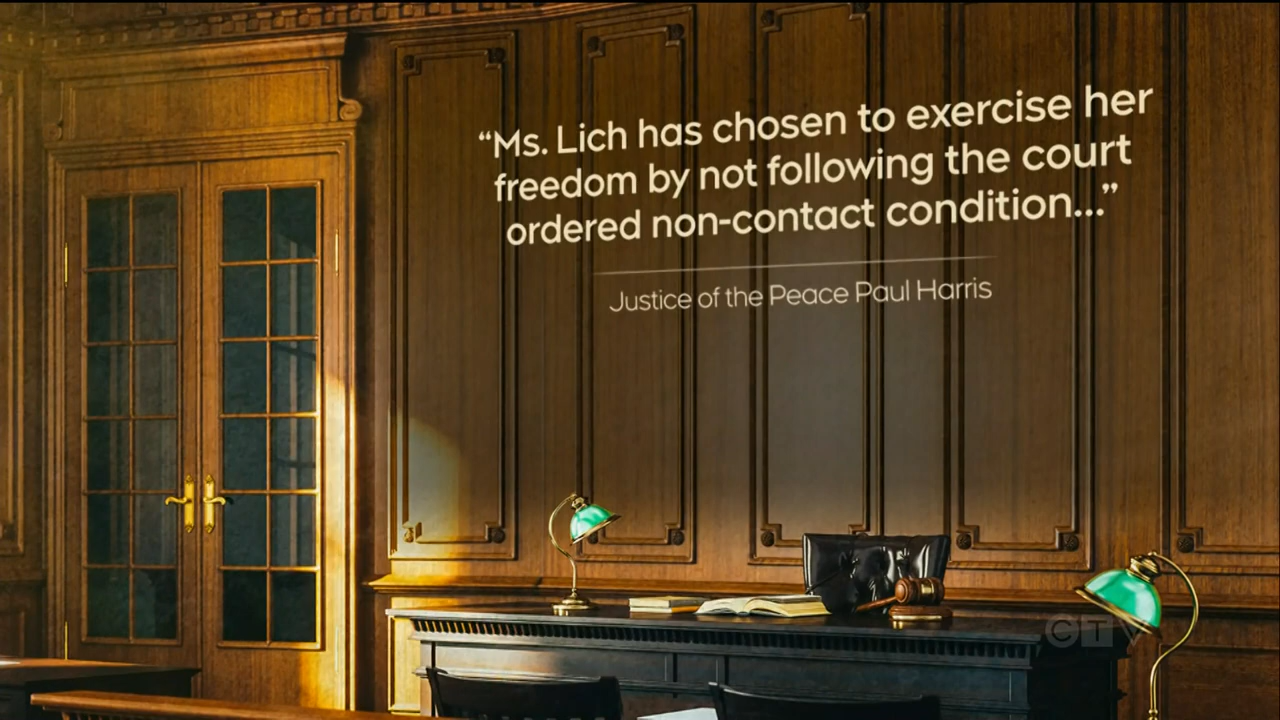 “Ms. Lich has chosen to exercise her
freedom by not following the court
ordered non-contact condition...”
Justice of the Peace Paul Harris
CTV